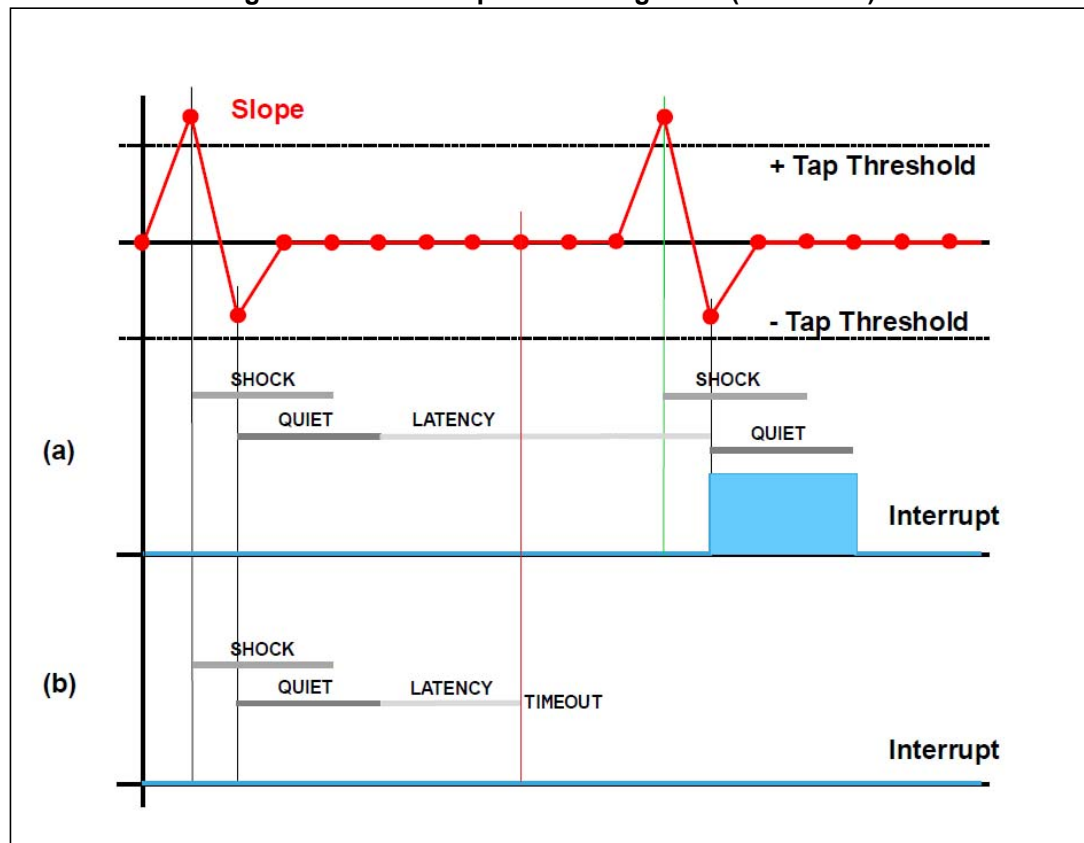 Slope
+ Tap Threshold
- Tap Threshold
SHOCK
SHOCK
QUIET
LATENCY
QUIET
(a)
Interrupt
SHOCK
(b)
QUIET
LATENCY
TIMEOUT
Interrupt